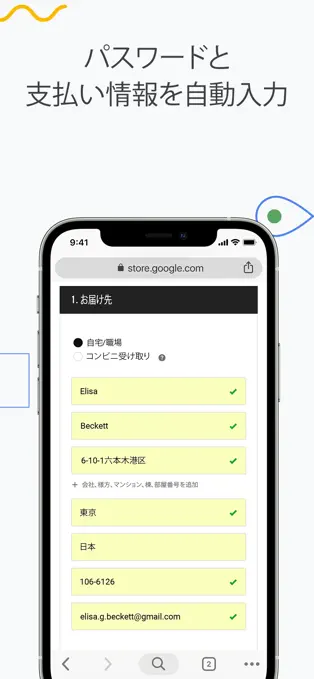 パスワードと
支払い情報を自動入力
9:41
store.google.com
1. お届け先
自宅/職場
コンビニ受け取り ?
Elisa
Beckett
6-10-1六本木港区
+ 会社、様方、マンション、棟、部屋番号を追加
東京
日本
106-6126
elisa.g.beckett@gmail.com
2